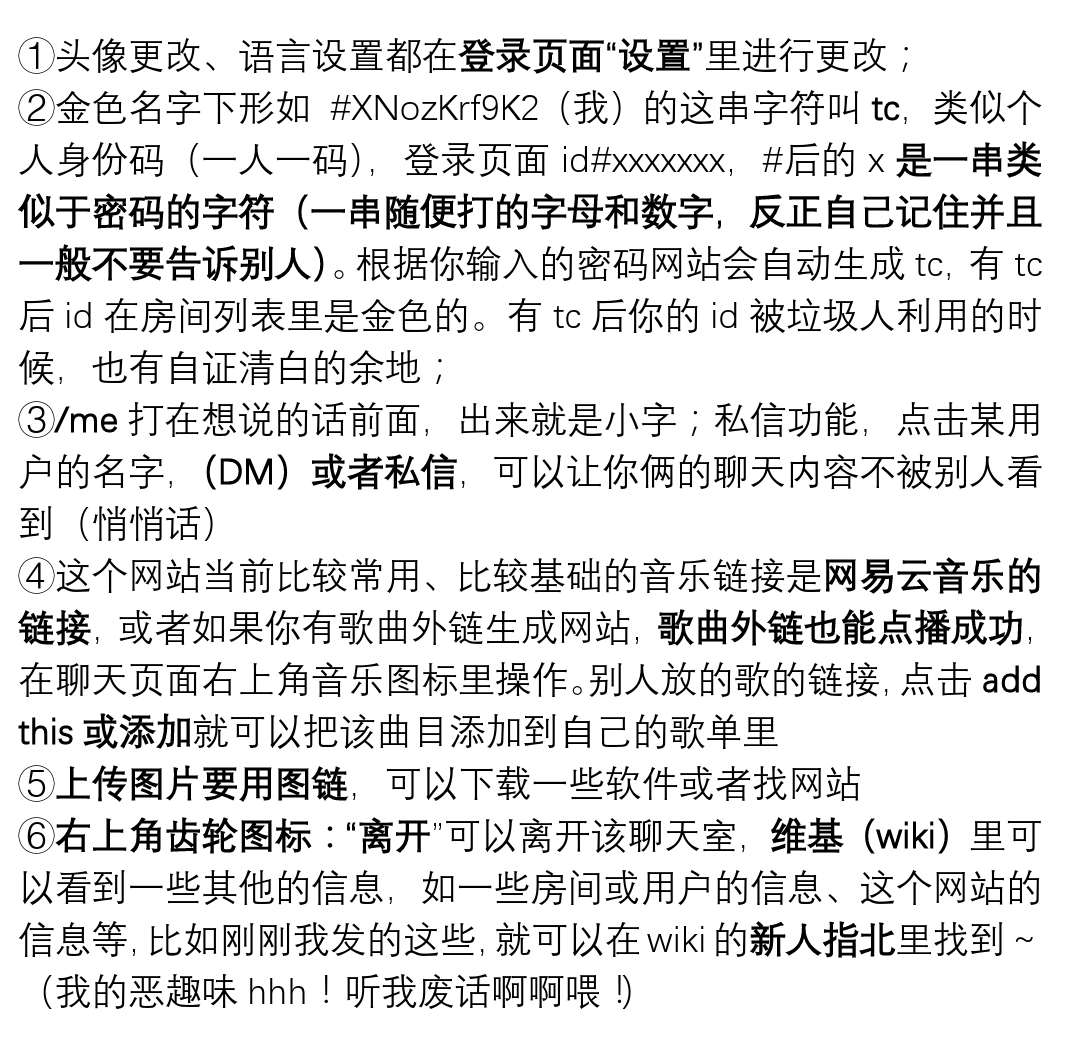 ①头像更改、语言设置都在登录页面“设置”里进行更改；
②金色名字下形如 #XNozKrf9K2（我）的这串字符叫 tc，类似个
人身份码（一人一码），登录页面 id#xxxxxxx，#后的 x 是一串类
似于密码的字符（一串随便打的字母和数字，反正自己记住并且
一般不要告诉别人）。根据你输入的密码网站会自动生成 tc，有 tc
后 id 在房间列表里是金色的。有 tc 后你的 id 被垃圾人利用的时
候，也有自证清白的余地；
③/me 打在想说的话前面，出来就是小字；私信功能，点击某用
户的名字，（DM）或者私信，可以让你俩的聊天内容不被别人看
到（悄悄话）
④这个网站当前比较常用、比较基础的音乐链接是网易云音乐的
链接，或者如果你有歌曲外链生成网站，歌曲外链也能点播成功，
在聊天页面右上角音乐图标里操作。别人放的歌的链接，点击 add
this 或添加就可以把该曲目添加到自己的歌单里
⑤上传图片要用图链，可以下载一些软件或者找网站
⑥右上角齿轮图标：“离开”可以离开该聊天室，维基（wiki）里可
以看到一些其他的信息，如一些房间或用户的信息、这个网站的
信息等，比如刚刚我发的这些，就可以在 wiki 的新人指北里找到~
（我的恶趣味 hhh！听我废话啊啊喂！）